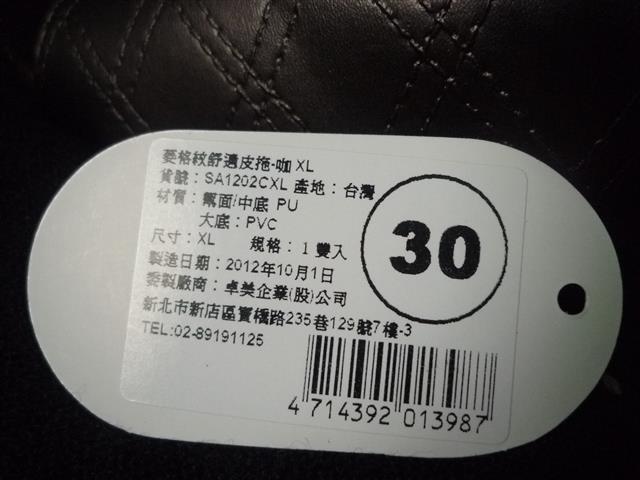 菱格紋舒適皮拖-咖 XL
貨號：SA1202CXL 產地：台灣
材質：鞋面/中底 PU
大底：PVC
尺寸：XL 規格：1雙入
製造日期：2012年10月1日
委製廠商：卓美企業(股)公司
新北市新店區寶橋路235巷129號7樓-3
TEL:02-89191125
30
4 714392 013987